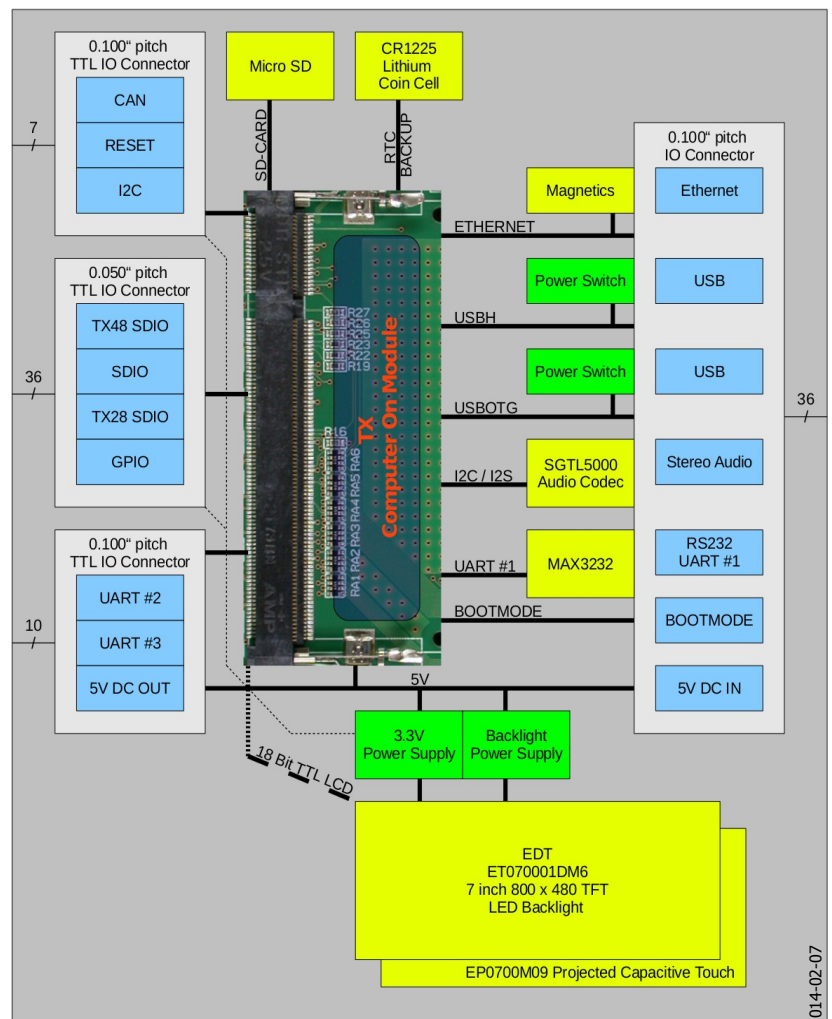 0.100“ pitch
TTL IO Connector
CAN
RESET
I2C
7
Micro SD
CR1225
Lithium
Coin Cell
SD-CARD
RTC
BACKUP
0.100“ pitch
IO Connector
Ethernet
USB
USB
Stereo Audio
RS232
UART #1
BOOTMODE
5V DC IN
36
Magnetics
ETHERNET
Power Switch
USBH
Power Switch
USBOTG
SGTL5000
Audio Codec
I2C / I2S
MAX3232
UART #1
BOOTMODE
0.050“ pitch
TTL IO Connector
TX48 SDIO
SDIO
TX28 SDIO
GPIO
36
0.100“ pitch
TTL IO Connector
UART #2
UART #3
5V DC OUT
10
TX
Computer On Module
R27
R23
R22
R19
RA6
RA5
RA4
RA3
RA2
RA1
AMP
5V
3.3V
Power Supply
Backlight
Power Supply
18 Bit TTL LCD
EDT
ET070001DM6
7 inch 800 x 480 TFT
LED Backlight
EP0700M09 Projected Capacitive Touch
014-02-07